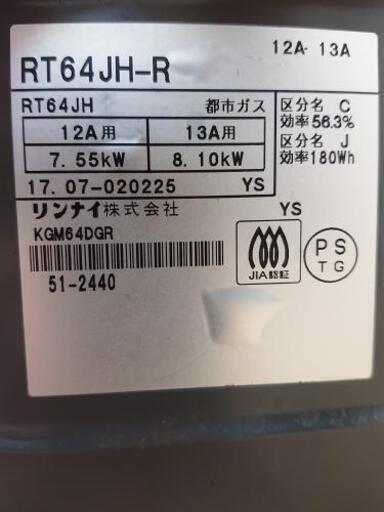 12A・13A
RT64JH-R
RT64JH 都市ガス
12A用 13A用
7.55kW 8.10kW
区分名 C
効率56.3%
区分名 J
効率180Wh
17.07-020225 YS
リンナイ株式会社 YS
KGM64DGR
51-2440
JIA認証
PS
TG